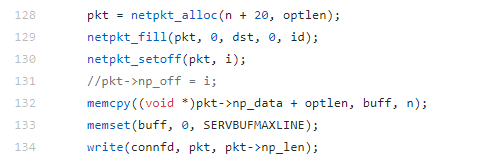 128 pkt = netpkt_alloc(n + 20, optlen);
129 netpkt_fill(pkt, 0, dst, 0, id);
130 netpkt_setoff(pkt, i);
131 //pkt->np_off = i;
132 memcpy((void *)pkt->np_data + optlen, buff, n);
133 memset(buff, 0, SERVBUFMAXLINE);
134 write(connfd, pkt, pkt->np_len);